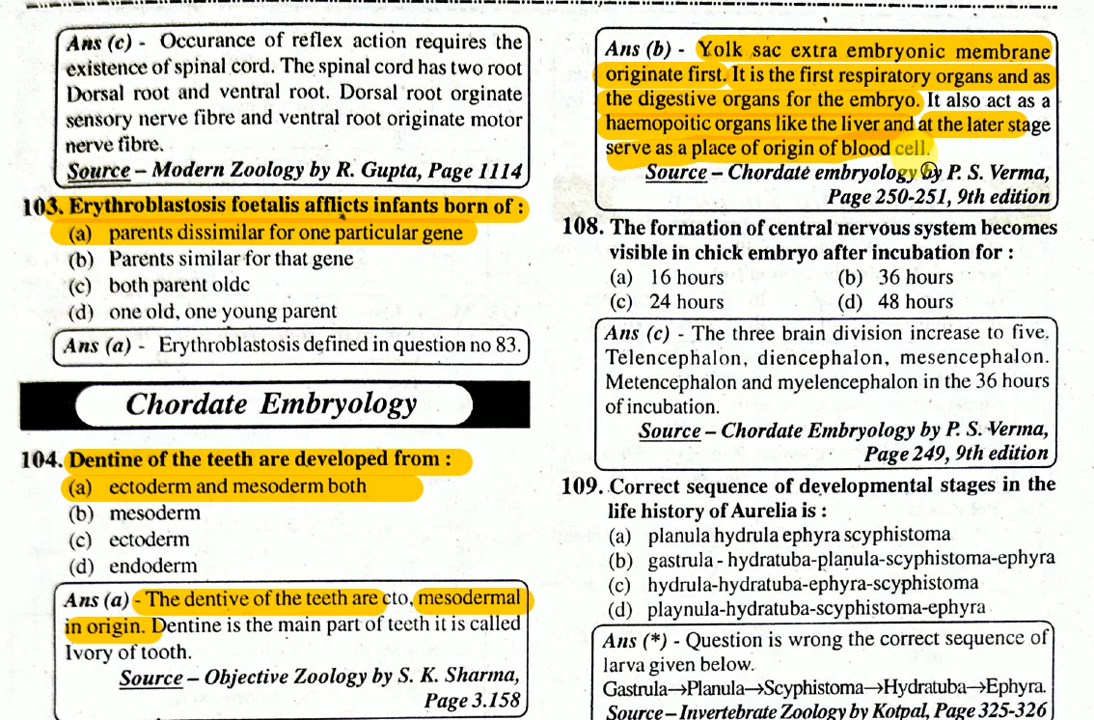 Ans (c) - Occurance of reflex action requires the
existence of spinal cord. The spinal cord has two root
Dorsal root and ventral root. Dorsal root orginate
sensory nerve fibre and ventral root originate motor
nerve fibre.
Source – Modern Zoology by R. Gupta, Page 1114
103. Erythroblastosis foetalis afflicts infants born of :
(a) parents dissimilar for one particular gene
(b) Parents similar for that gene
(c) both parent oldc
(d) one old, one young parent
Ans (a) - Erythroblastosis defined in question no 83.
Chordate Embryology
104. Dentine of the teeth are developed from :
(a) ectoderm and mesoderm both
(b) mesoderm
(c) ectoderm
(d) endoderm
Ans (a) - The dentive of the teeth are cto, mesodermal
in origin. Dentine is the main part of teeth it is called
Ivory of tooth.
Source – Objective Zoology by S. K. Sharma,
Page 3.158
Ans (b) - Yolk sac extra embryonic membrane
originate first. It is the first respiratory organs and as
the digestive organs for the embryo. It also act as a
haemopoitic organs like the liver and at the later stage
serve as a place of origin of blood cell.
Source – Chordate embryology by P. S. Verma,
Page 250-251, 9th edition
108. The formation of central nervous system becomes
visible in chick embryo after incubation for :
(a) 16 hours (b) 36 hours
(c) 24 hours (d) 48 hours
Ans (c) - The three brain division increase to five.
Telencephalon, diencephalon, mesencephalon.
Metencephalon and myelencephalon in the 36 hours
of incubation.
Source – Chordate Embryology by P. S. Verma,
Page 249, 9th edition
109. Correct sequence of developmental stages in the
life history of Aurelia is :
(a) planula hydrula ephyra scyphistoma
(b) gastrula - hydratuba-planula-scyphistoma-ephyra
(c) hydrula-hydratuba-ephyra-scyphistoma
(d) playnula-hydratuba-scyphistoma-ephyra
Ans (*) - Question is wrong the correct sequence of
larva given below.
Gastrula→Planula→Scyphistoma→Hydratuba→Ephyra.
Source – Invertebrate Zoology by Kotpal, Page 325-326